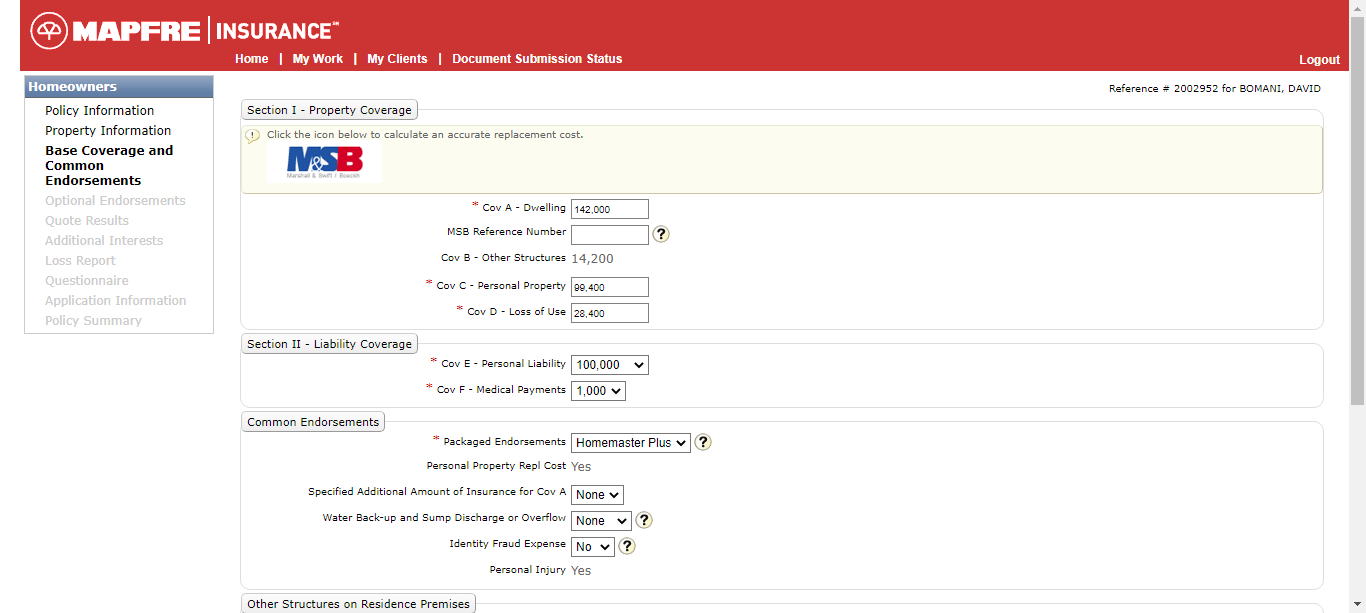 MAPFRE | INSURANCE℠
Home | My Work | My Clients | Document Submission Status
Logout
Reference # 2002952 for BOMANI, DAVID
Homeowners
Policy Information
Property Information
Base Coverage and
Common
Endorsements
Optional Endorsements
Quote Results
Additional Interests
Loss Report
Questionnaire
Application Information
Policy Summary
Section I - Property Coverage
Click the icon below to calculate an accurate replacement cost.
M&SB
Marshall & Swift / Boeckh
* Cov A - Dwelling 142,000
MSB Reference Number ?
Cov B - Other Structures 14,200
* Cov C - Personal Property 99,400
* Cov D - Loss of Use 28,400
Section II - Liability Coverage
* Cov E - Personal Liability 100,000
* Cov F - Medical Payments 1,000
Common Endorsements
* Packaged Endorsements Homemaster Plus ?
Personal Property Repl Cost Yes
Specified Additional Amount of Insurance for Cov A None
Water Back-up and Sump Discharge or Overflow None ?
Identity Fraud Expense No ?
Personal Injury Yes
Other Structures on Residence Premises